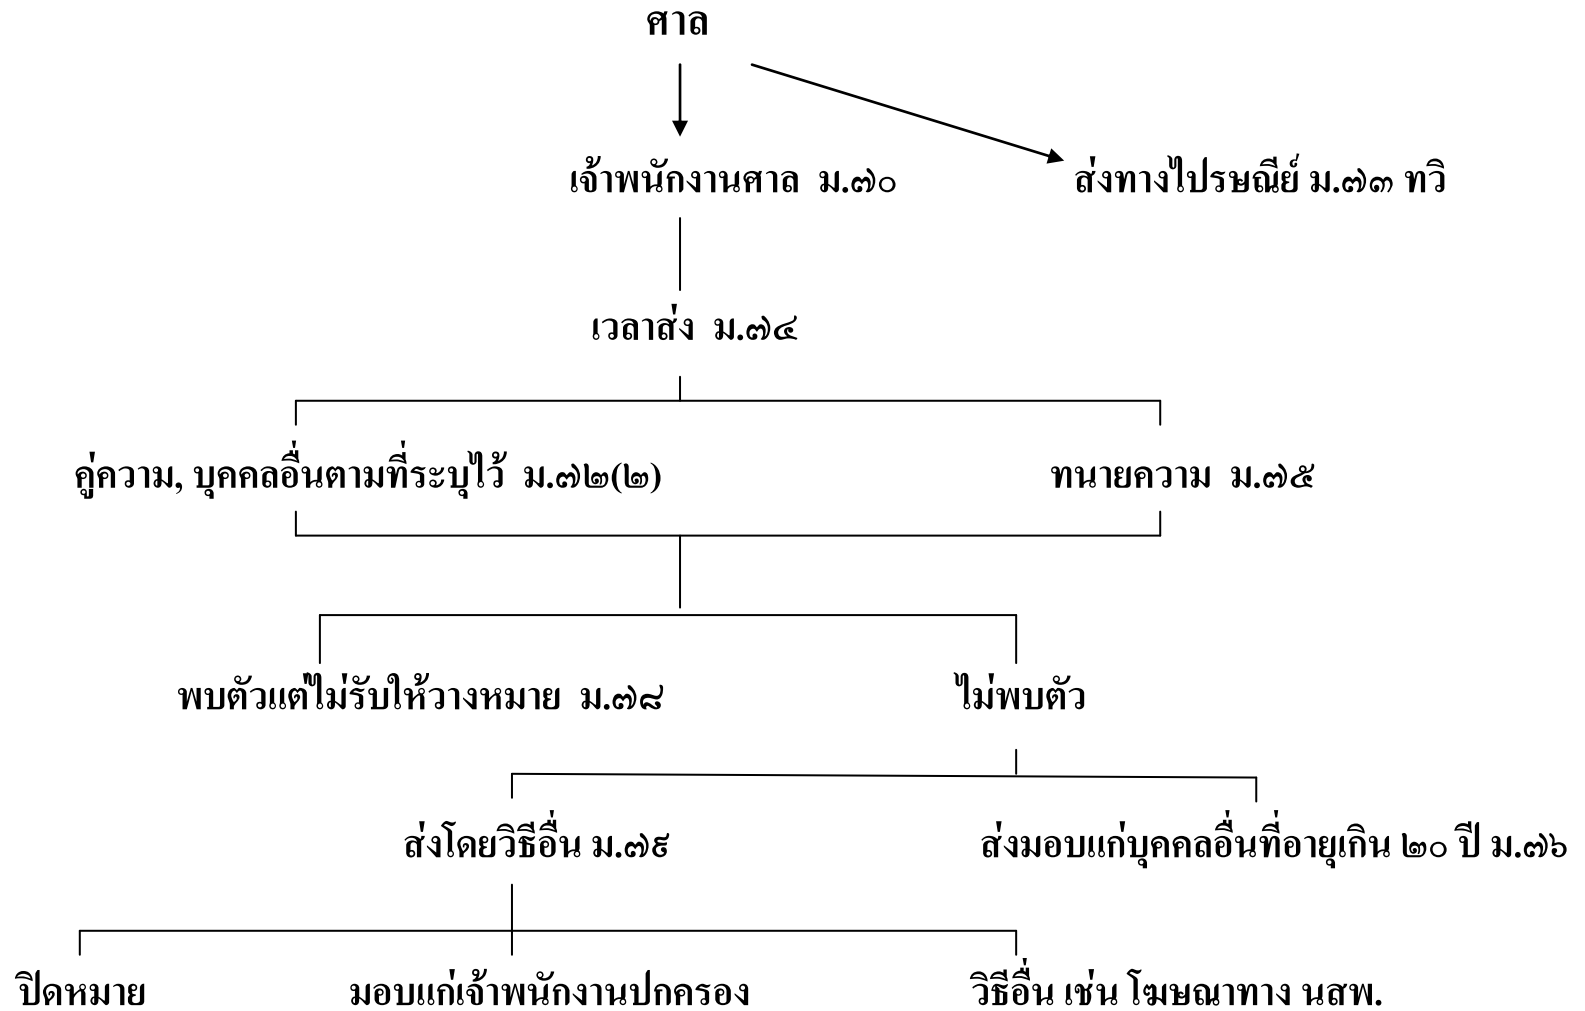 ศาล
เจ้าพนักงานศาล ม.๗๐
ส่งทางไปรษณีย์ ม.๗๓ ทวิ
เวลาส่ง ม.๗๔
คู่ความ, บุคคลอื่นตามที่ระบุไว้ ม.๗๒(๒)
ทนายความ ม.๗๕
พบตัวแต่ไม่รับให้วางหมาย ม.๗๘
ไม่พบตัว
ส่งโดยวิธีอื่น ม.๗๙
ส่งมอบแก่บุคคลอื่นที่อายุเกิน ๒๐ ปี ม.๗๖
ปิดหมาย
มอบแก่เจ้าพนักงานปกครอง
วิธีอื่น เช่น โฆษณาทาง นสพ.